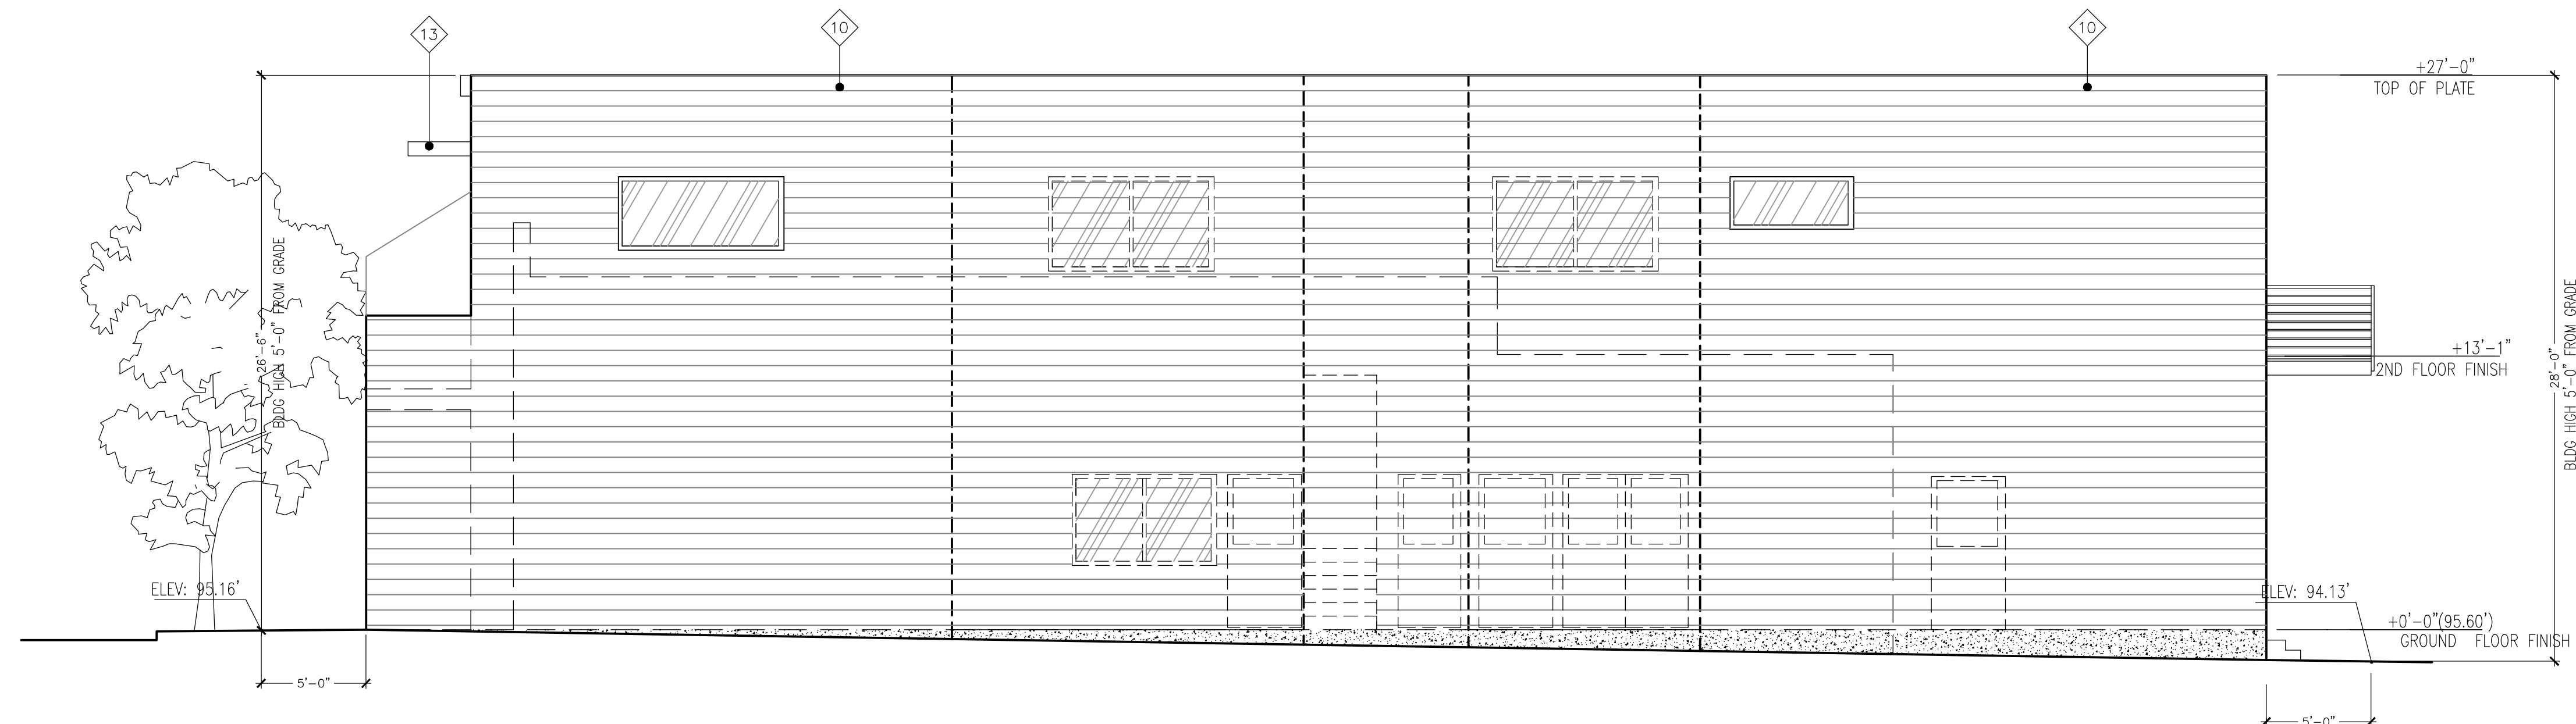 13
10
10
+27'-0"
TOP OF PLATE
26'-6"
BLDG HIGH 5'-0" FROM GRADE
+13'-1"
2ND FLOOR FINISH
28'-0"
BLDG HIGH 5'-0" FROM GRADE
ELEV: 95.16'
ELEV: 94.13'
+0'-0"(95.60')
GROUND FLOOR FINISH
5'-0"
5'-0"